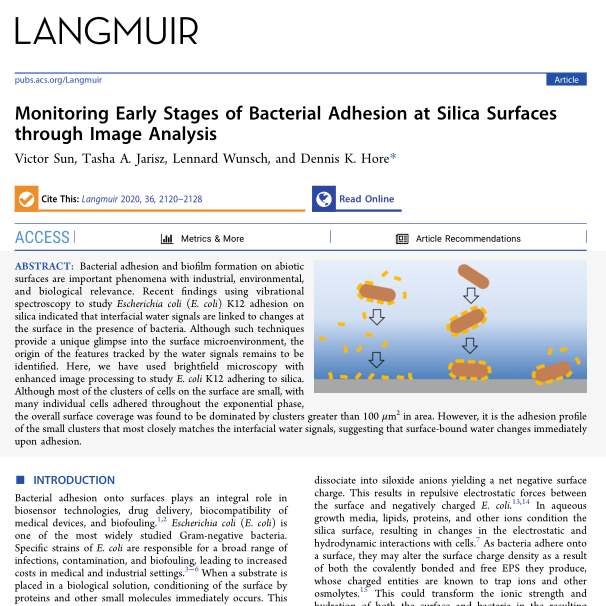 LANGMUIR
pubs.acs.org/Langmuir
Article
Monitoring Early Stages of Bacterial Adhesion at Silica Surfaces
through Image Analysis
Victor Sun, Tasha A. Jarisz, Lennard Wunsch, and Dennis K. Hore*
Cite This: Langmuir 2020, 36, 2120–2128
Read Online
ACCESS
Metrics & More
Article Recommendations
ABSTRACT: Bacterial adhesion and biofilm formation on abiotic
surfaces are important phenomena with industrial, environmental,
and biological relevance. Recent findings using vibrational
spectroscopy to study Escherichia coli (E. coli) K12 adhesion on
silica indicated that interfacial water signals are linked to changes at
the surface in the presence of bacteria. Although such techniques
provide a unique glimpse into the surface microenvironment, the
origin of the features tracked by the water signals remains to be
identified. Here, we have used brightfield microscopy with
enhanced image processing to study E. coli K12 adhering to silica.
Although most of the clusters of cells on the surface are small, with
many individual cells adhered throughout the exponential phase,
the overall surface coverage was found to be dominated by clusters greater than 100 μm² in area. However, it is the adhesion profile
of the small clusters that most closely matches the interfacial water signals, suggesting that surface-bound water changes immediately
upon adhesion.
■ INTRODUCTION
Bacterial adhesion onto surfaces plays an integral role in
biosensor technologies, drug delivery, biocompatibility of
medical devices, and biofouling.1,2 Escherichia coli (E. coli) is
one of the most widely studied Gram-negative bacteria.
Specific strains of E. coli are responsible for a broad range of
infections, contamination, and biofouling, leading to increased
costs in medical and industrial settings.3−6 When a substrate is
placed in a biological solution, conditioning of the surface by
proteins and other small molecules immediately occurs. This
dissociate into siloxide anions yielding a net negative surface
charge. This results in repulsive electrostatic forces between
the surface and negatively charged E. coli.13,14 In aqueous
growth media, lipids, proteins, and other ions condition the
silica surface, resulting in changes in the electrostatic and
hydrodynamic interactions with cells.7 As bacteria adhere onto
a surface, they may alter the surface charge density as a result
of both the covalently bonded and free EPS they produce,
whose charged entities are known to trap ions and other
osmolytes.15 This could transform the ionic strength and
hydration of both the surface and bacteria in the resulting